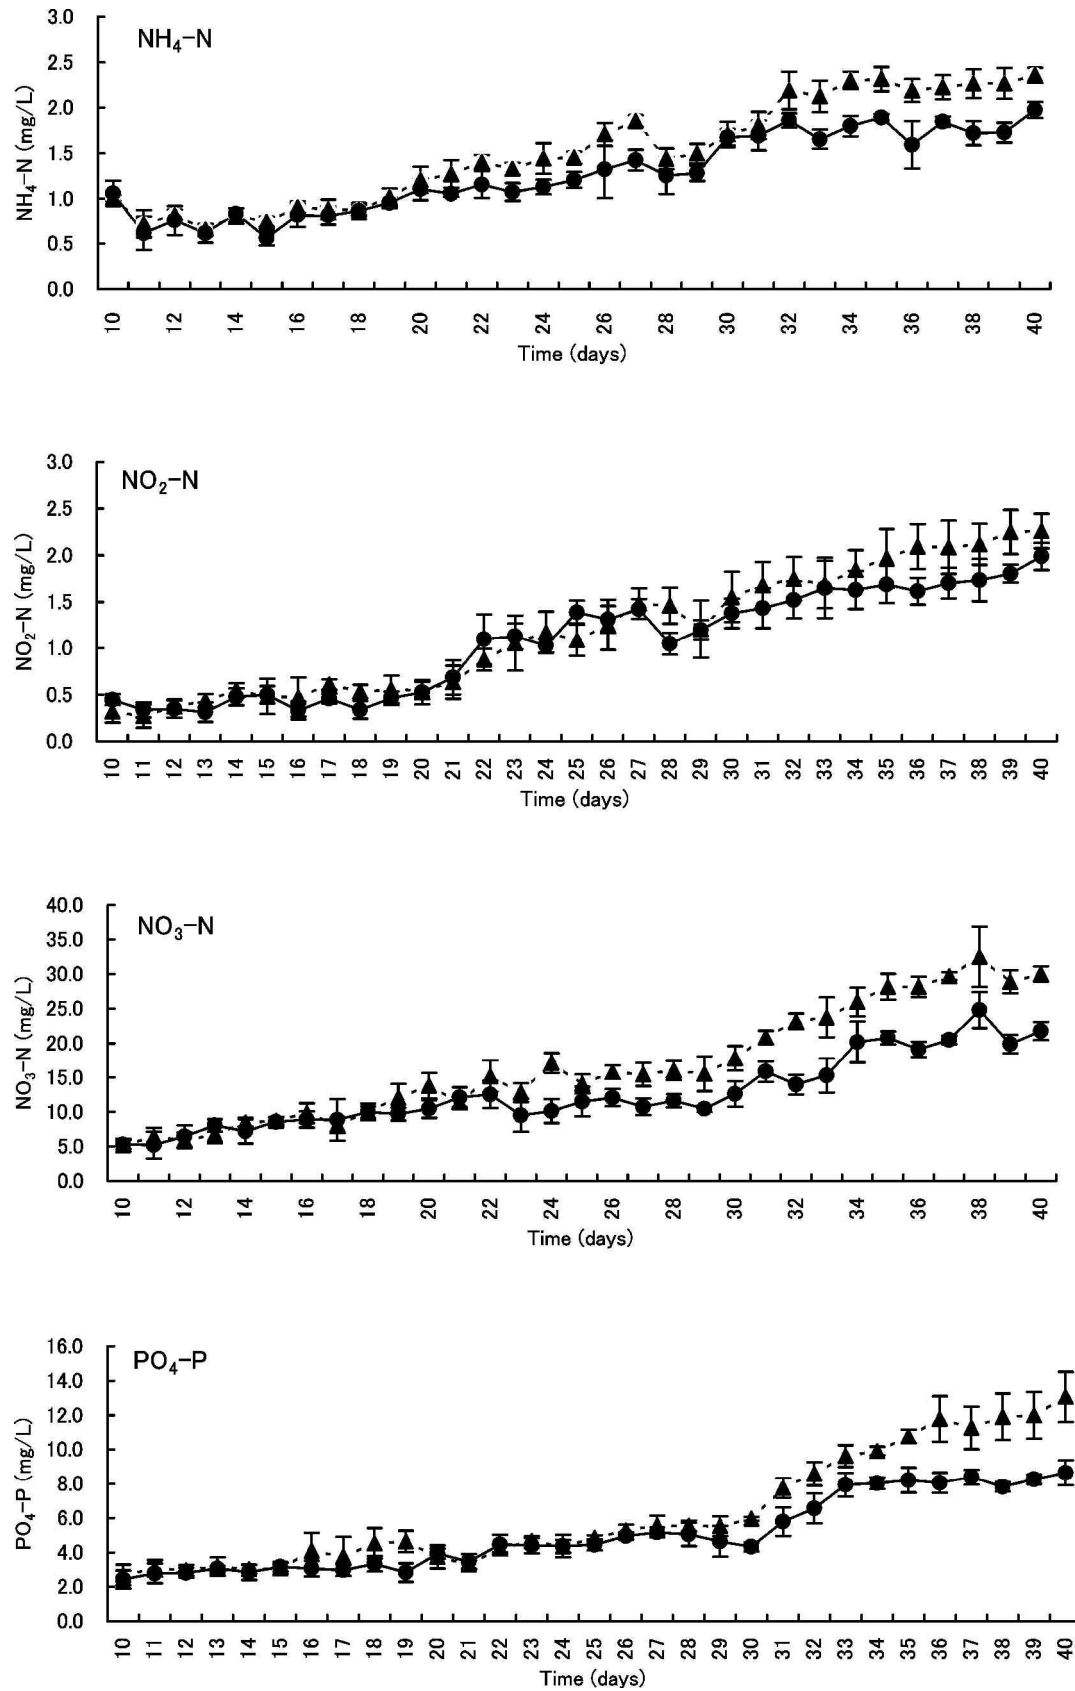 NH₄-N
NH₄-N (mg/L)
3.0
2.5
2.0
1.5
1.0
0.5
0.0
10 12 14 16 18 20 22 24 26 28 30 32 34 36 38 40
Time (days)
NO₂-N
NO₂-N (mg/L)
3.0
2.5
2.0
1.5
1.0
0.5
0.0
10 11 12 13 14 15 16 17 18 19 20 21 22 23 24 25 26 27 28 29 30 31 32 33 34 35 36 37 38 39 40
Time (days)
NO₃-N
NO₃-N (mg/L)
40.0
35.0
30.0
25.0
20.0
15.0
10.0
5.0
0.0
10 12 14 16 18 20 22 24 26 28 30 32 34 36 38 40
Time (days)
PO₄-P
PO₄-P (mg/L)
16.0
14.0
12.0
10.0
8.0
6.0
4.0
2.0
0.0
10 11 12 13 14 15 16 17 18 19 20 21 22 23 24 25 26 27 28 29 30 31 32 33 34 35 36 37 38 39 40
Time (days)